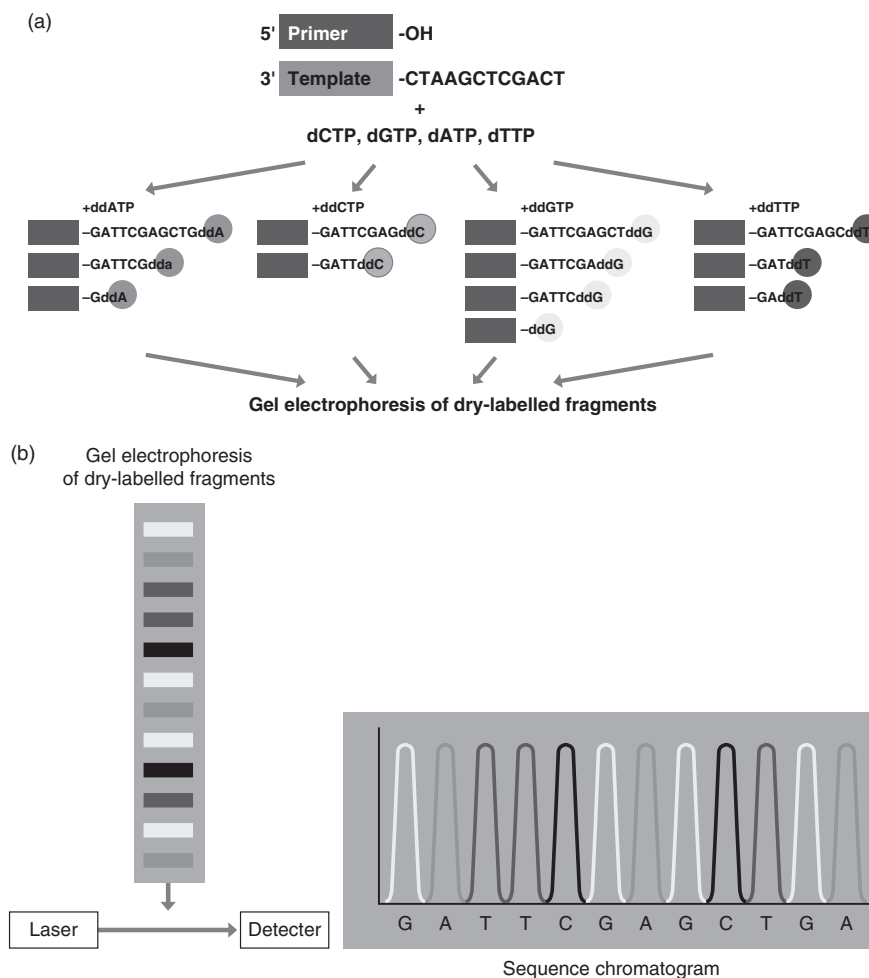 (a)
5' Primer -OH
3' Template -CTAAGCTCGACT
+
dCTP, dGTP, dATP, dTTP
+ddATP
–GATTCGAGCTGddA
–GATTCGdda
–GddA
+ddCTP
–GATTCGAGddC
–GATTddC
+ddGTP
–GATTCGAGCTddG
–GATTCGAddG
–GATTCddG
–ddG
+ddTTP
–GATTCGAGCddT
–GATddT
–GAddT
Gel electrophoresis of dry-labelled fragments
(b)
Gel electrophoresis
of dry-labelled fragments
Laser
Detecter
G A T T C G A G C T G A
Sequence chromatogram